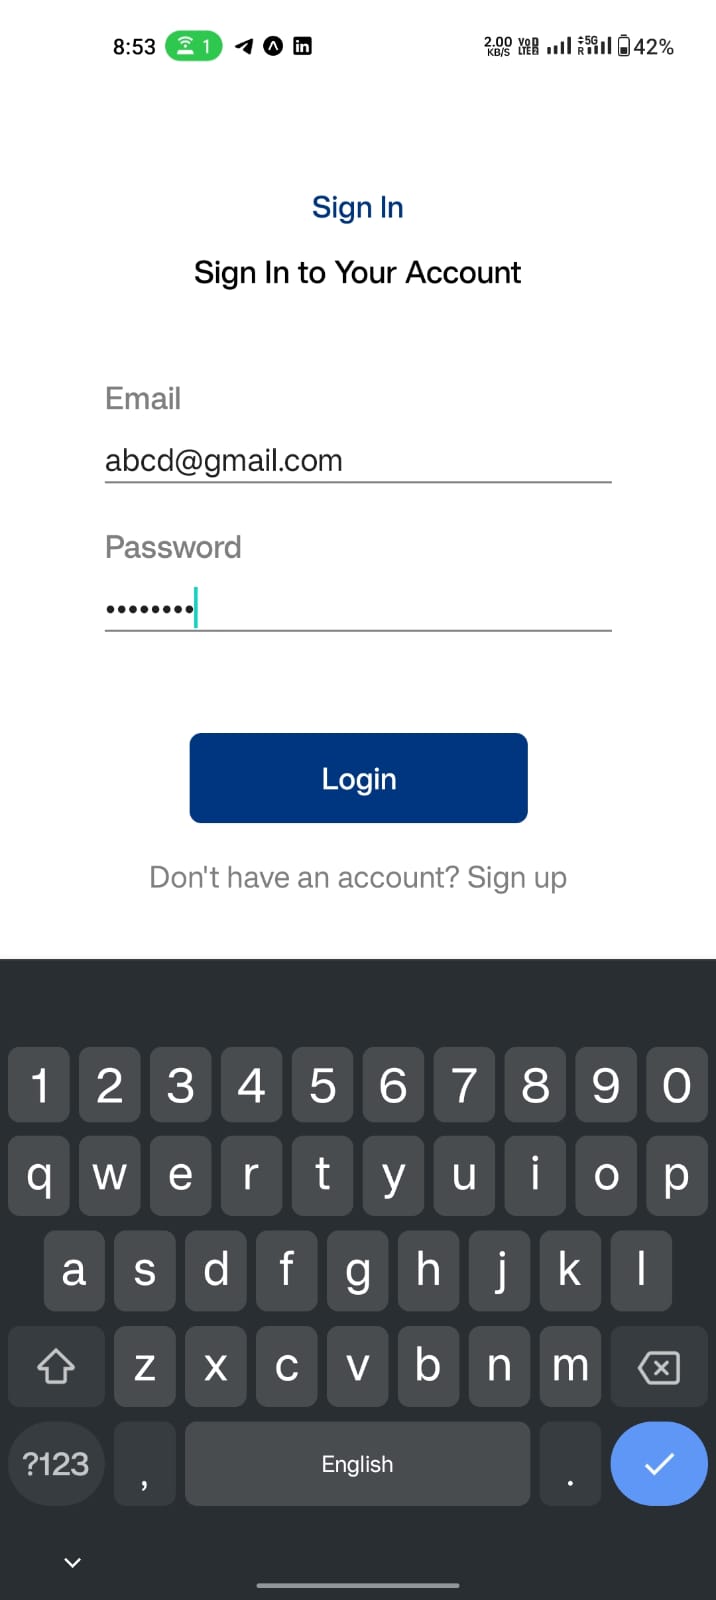 8:53 1 2.00 KB/S VoD LTE 5G R 42%
Sign In
Sign In to Your Account
Email
abcd@gmail.com
Password
••••••••
Login
Don't have an account? Sign up
1 2 3 4 5 6 7 8 9 0
q w e r t y u i o p
a s d f g h j k l
z x c v b n m
?123 , English .